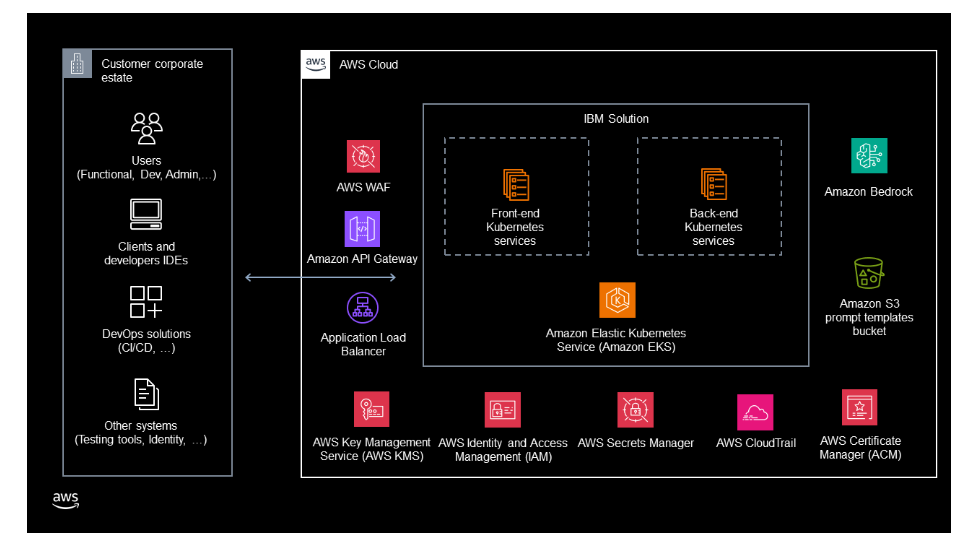 Customer corporate
estate
Users
(Functional, Dev, Admin,...)
Clients and
developers IDEs
DevOps solutions
(CI/CD, ...)
Other systems
(Testing tools, Identity, ...)
aws
aws
AWS Cloud
AWS WAF
Amazon API Gateway
Application Load
Balancer
IBM Solution
Front-end
Kubernetes
services
Back-end
Kubernetes
services
Amazon Elastic Kubernetes
Service (Amazon EKS)
Amazon Bedrock
Amazon S3
prompt templates
bucket
AWS Key Management
Service (AWS KMS)
AWS Identity and Access
Management (IAM)
AWS Secrets Manager
AWS CloudTrail
AWS Certificate
Manager (ACM)